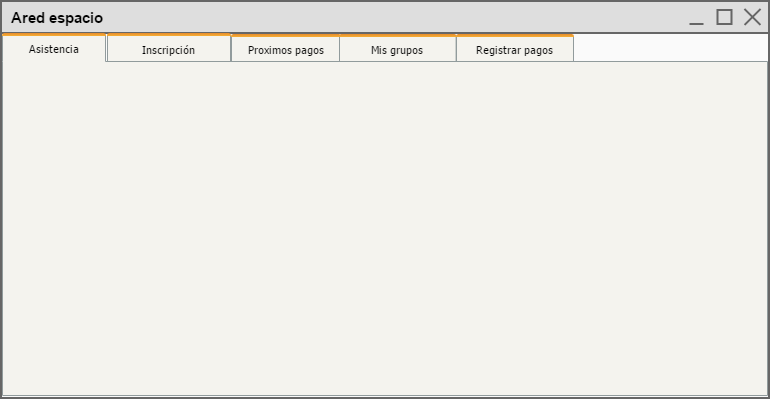 Ared espacio
Asistencia
Inscripción
Proximos pagos
Mis grupos
Registrar pagos